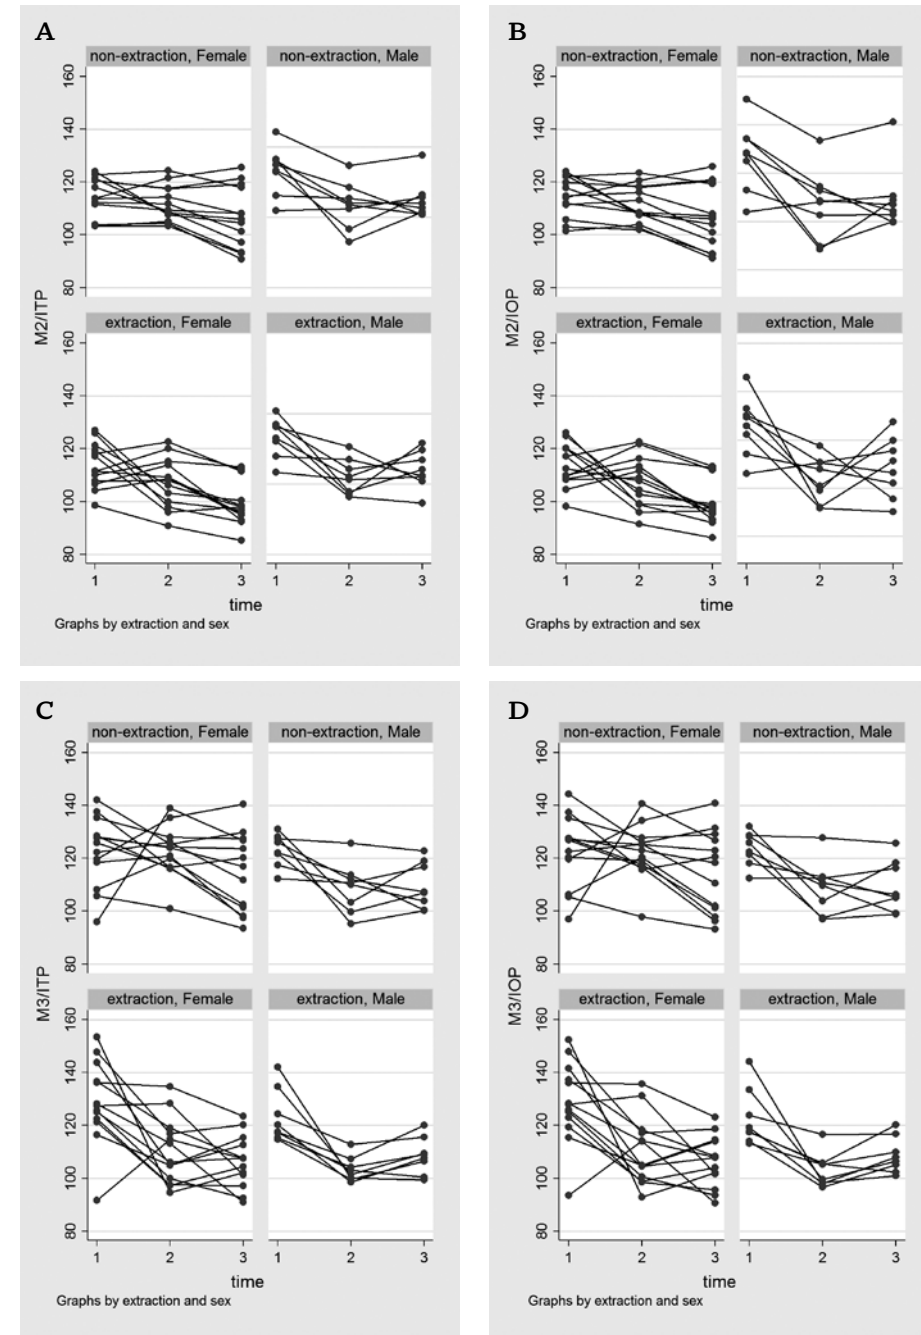 A
non-extraction, Female
non-extraction, Male
160
140
120
100
80
M2/ITP
extraction, Female
extraction, Male
160
140
120
100
80
1 2 3 1 2 3
time
Graphs by extraction and sex
B
non-extraction, Female
non-extraction, Male
160
140
120
100
80
M2/IOP
extraction, Female
extraction, Male
160
140
120
100
80
1 2 3 1 2 3
time
Graphs by extraction and sex
C
non-extraction, Female
non-extraction, Male
160
140
120
100
80
M3/ITP
extraction, Female
extraction, Male
160
140
120
100
80
1 2 3 1 2 3
time
Graphs by extraction and sex
D
non-extraction, Female
non-extraction, Male
160
140
120
100
80
M3/IOP
extraction, Female
extraction, Male
160
140
120
100
80
1 2 3 1 2 3
time
Graphs by extraction and sex